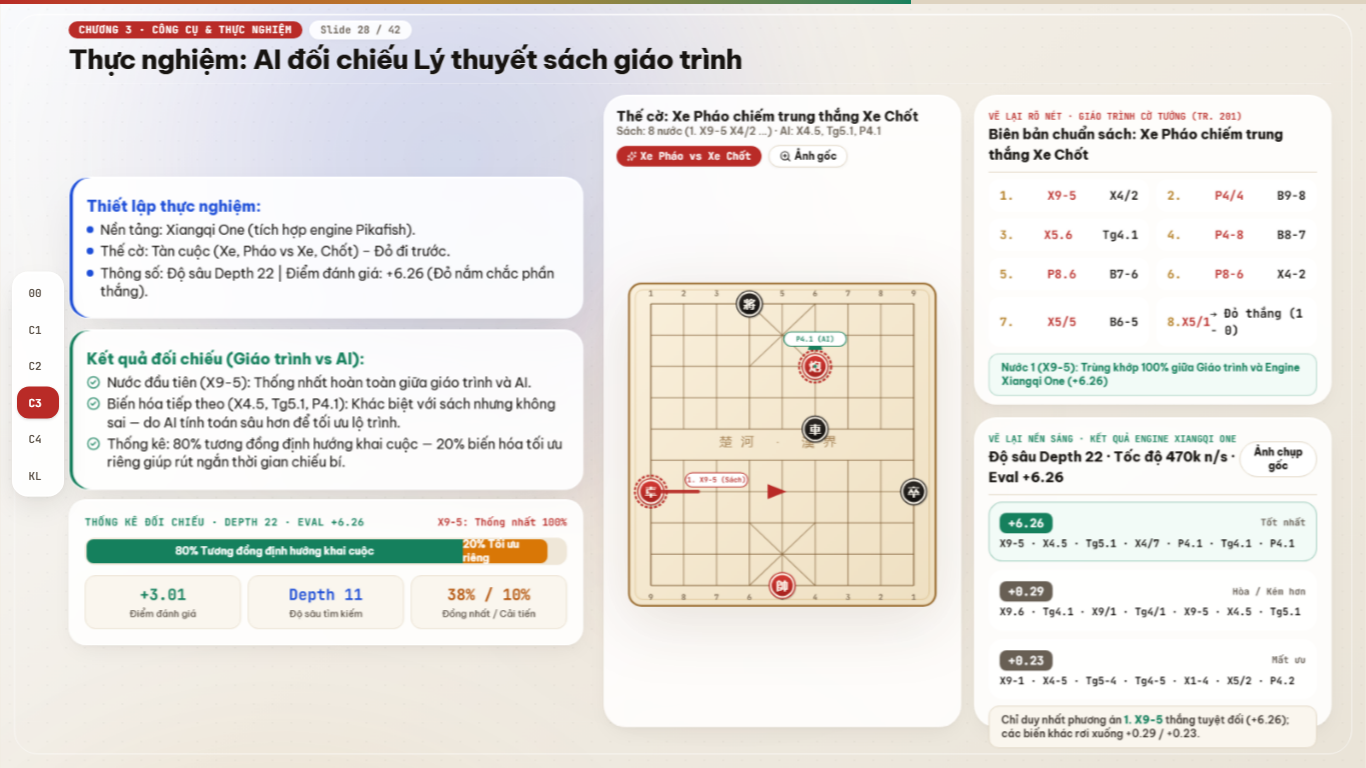 CHƯƠNG 3 · CÔNG CỤ & THỰC NGHIỆM
Slide 28 / 42
Thực nghiệm: AI đối chiếu Lý thuyết sách giáo trình
00
C1
C2
C3
C4
KL
Thiết lập thực nghiệm:
Nền tảng: Xiangqi One (tích hợp engine Pikafish).
Thế cờ: Tàn cuộc (Xe, Pháo vs Xe, Chốt) – Đỏ đi trước.
Thông số: Độ sâu Depth 22 | Điểm đánh giá: +6.26 (Đỏ nắm chắc phần
thắng).
Kết quả đối chiếu (Giáo trình vs AI):
Nước đầu tiên (X9-5): Thống nhất hoàn toàn giữa giáo trình và AI.
Biến hóa tiếp theo (X4.5, Tg5.1, P4.1): Khác biệt với sách nhưng không
sai — do AI tính toán sâu hơn để tối ưu lộ trình.
Thống kê: 80% tương đồng định hướng khai cuộc — 20% biến hóa tối ưu
riêng giúp rút ngắn thời gian chiếu bí.
THỐNG KÊ ĐỐI CHIẾU · DEPTH 22 · EVAL +6.26
X9-5: Thống nhất 100%
80% Tương đồng định hướng khai cuộc
20% Tối ưu
riêng
+3.01
Điểm đánh giá
Depth 11
Độ sâu tìm kiếm
38% / 10%
Đồng nhất / Cải tiến
Thế cờ: Xe Pháo chiếm trung thắng Xe Chốt
Sách: 8 nước (1. X9-5 X4/2 ...) · AI: X4.5, Tg5.1, P4.1
Xe Pháo vs Xe Chốt
Ảnh gốc
1 2 3 5 6 7 8 9
將
P4.1 (AI)
車
楚 河 · 漢 界
1. X9-5 (Sách)
卒
帥
9 8 7 6 4 3 2 1
VẼ LẠI RÕ NÉT · GIÁO TRÌNH CỜ TƯỚNG (TR. 201)
Biên bản chuẩn sách: Xe Pháo chiếm trung
thắng Xe Chốt
1. X9-5 X4/2 2. P4/4 B9-8
3. X5.6 Tg4.1 4. P4-8 B8-7
5. P8.6 B7-6 6. P8-6 X4-2
7. X5/5 B6-5 8.X5/1 → Đỏ thắng (1
- 0)
Nước 1 (X9-5): Trùng khớp 100% giữa Giáo trình và Engine
Xiangqi One (+6.26)
VẼ LẠI NỀN SÁNG · KẾT QUẢ ENGINE XIANGQI ONE
Độ sâu Depth 22 · Tốc độ 470k n/s ·
Eval +6.26
Ảnh chụp
gốc
+6.26
Tốt nhất
X9-5 · X4.5 · Tg5.1 · X4/7 · P4.1 · Tg4.1 · P4.1
+0.29
Hòa / Kém hơn
X9.6 · Tg4.1 · X9/1 · Tg4/1 · X9-5 · X4.5 · Tg5.1
+0.23
Mất ưu
X9-1 · X4-5 · Tg5-4 · Tg4-5 · X1-4 · X5/2 · P4.2
Chỉ duy nhất phương án 1. X9-5 thắng tuyệt đối (+6.26);
các biến khác rơi xuống +0.29 / +0.23.